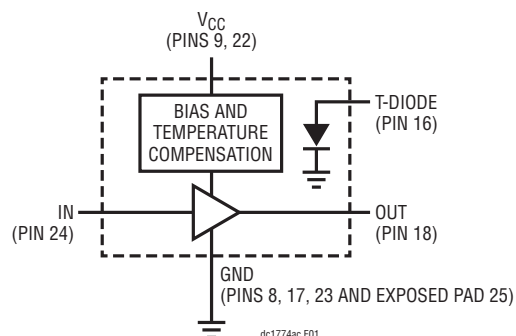 VCC
(PINS 9, 22)
BIAS AND
TEMPERATURE
COMPENSATION
T-DIODE
(PIN 16)
IN
(PIN 24)
OUT
(PIN 18)
GND
(PINS 8, 17, 23 AND EXPOSED PAD 25)
dc1774ac F01